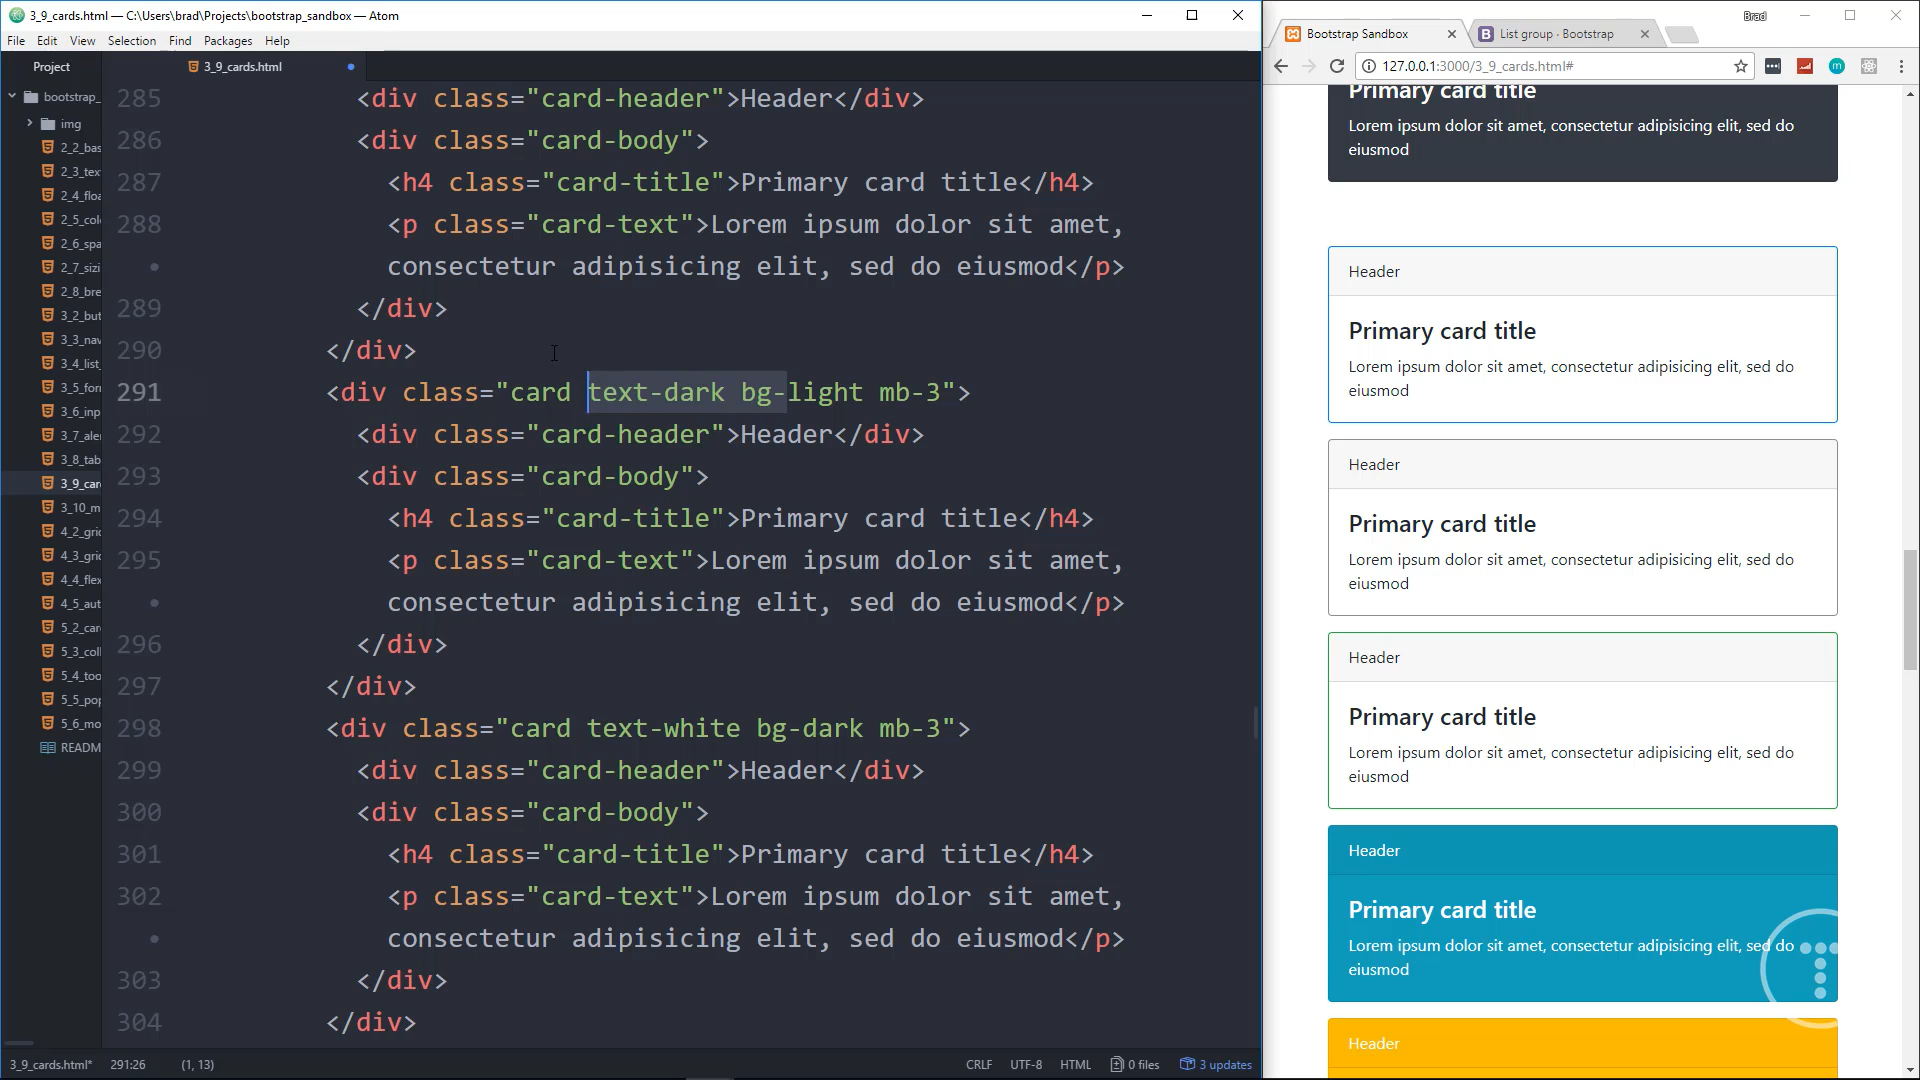 3_9_cards.html — C:\Users\brad\Projects\bootstrap_sandbox — Atom
File Edit View Selection Find Packages Help
Project
3_9_cards.html
bootstrap_
img
2_2_bas
2_3_tex
2_4_floa
2_5_colo
2_6_spa
2_7_sizi
2_8_bre
3_2_but
3_3_nav
3_4_list_
3_5_forr
3_6_inp
3_7_aler
3_8_tab
3_9_card
3_10_m
4_2_gric
4_3_gric
4_4_flex
4_5_aut
5_2_car
5_3_coll
5_4_too
5_5_pop
5_6_mo
README
285 <div class="card-header">Header</div>
286 <div class="card-body">
287 <h4 class="card-title">Primary card title</h4>
288 <p class="card-text">Lorem ipsum dolor sit amet,
• consectetur adipisicing elit, sed do eiusmod</p>
289 </div>
290 </div>
291 <div class="card text-dark bg-light mb-3">
292 <div class="card-header">Header</div>
293 <div class="card-body">
294 <h4 class="card-title">Primary card title</h4>
295 <p class="card-text">Lorem ipsum dolor sit amet,
• consectetur adipisicing elit, sed do eiusmod</p>
296 </div>
297 </div>
298 <div class="card text-white bg-dark mb-3">
299 <div class="card-header">Header</div>
300 <div class="card-body">
301 <h4 class="card-title">Primary card title</h4>
302 <p class="card-text">Lorem ipsum dolor sit amet,
• consectetur adipisicing elit, sed do eiusmod</p>
303 </div>
304 </div>
3_9_cards.html* 291:26 (1, 13) CRLF UTF-8 HTML 0 files 3 updates
Brad
Bootstrap Sandbox
List group · Bootstrap
127.0.0.1:3000/3_9_cards.html#
Primary card title
Lorem ipsum dolor sit amet, consectetur adipisicing elit, sed do
eiusmod
Header
Primary card title
Lorem ipsum dolor sit amet, consectetur adipisicing elit, sed do
eiusmod
Header
Primary card title
Lorem ipsum dolor sit amet, consectetur adipisicing elit, sed do
eiusmod
Header
Primary card title
Lorem ipsum dolor sit amet, consectetur adipisicing elit, sed do
eiusmod
Header
Primary card title
Lorem ipsum dolor sit amet, consectetur adipisicing elit, sed do
eiusmod
Header